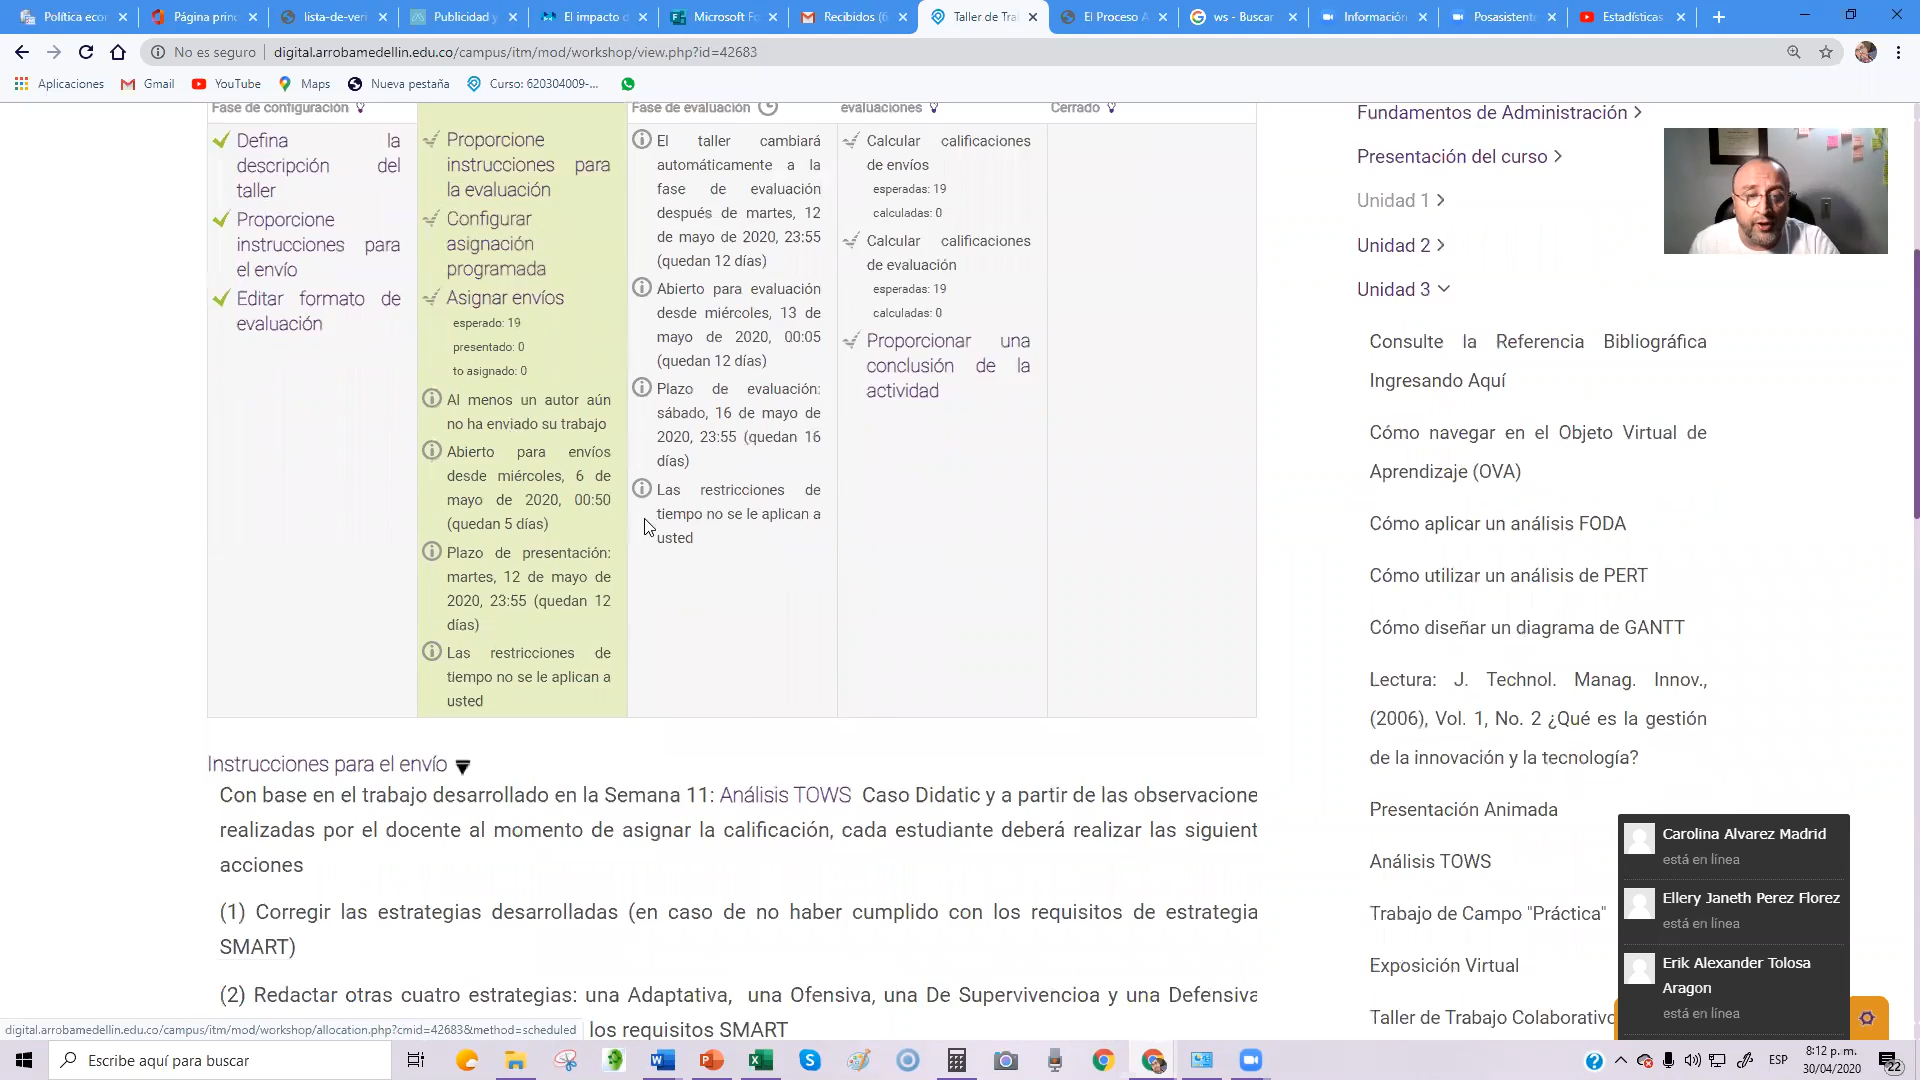 Política econ
Página princ
lista-de-veri
Publicidad y
El impacto d
Microsoft Fo
Recibidos (6
Taller de Tra
El Proceso A
ws - Buscar
Información
Posasistent
Estadísticas
No es seguro
digital.arrobamedellin.edu.co/campus/itm/mod/workshop/view.php?id=42683
Aplicaciones
Gmail
YouTube
Maps
Nueva pestaña
Curso: 620304009-...
Fase de configuración
Defina la
descripción del
taller
Proporcione
instrucciones para
el envío
Editar formato de
evaluación
Proporcione
instrucciones para
la evaluación
Configurar
asignación
programada
Asignar envíos
esperado: 19
presentado: 0
to asignado: 0
Al menos un autor aún
no ha enviado su trabajo
Abierto para envíos
desde miércoles, 6 de
mayo de 2020, 00:50
(quedan 5 días)
Plazo de presentación:
martes, 12 de mayo de
2020, 23:55 (quedan 12
días)
Las restricciones de
tiempo no se le aplican a
usted
Fase de evaluación
El taller cambiará
automáticamente a la
fase de evaluación
después de martes, 12
de mayo de 2020, 23:55
(quedan 12 días)
Abierto para evaluación
desde miércoles, 13 de
mayo de 2020, 00:05
(quedan 12 días)
Plazo de evaluación:
sábado, 16 de mayo de
2020, 23:55 (quedan 16
días)
Las restricciones de
tiempo no se le aplican a
usted
evaluaciones
Calcular calificaciones
de envíos
esperadas: 19
calculadas: 0
Calcular calificaciones
de evaluación
esperadas: 19
calculadas: 0
Proporcionar una
conclusión de la
actividad
Cerrado
Instrucciones para el envío
Con base en el trabajo desarrollado en la Semana 11: Análisis TOWS Caso Didatic y a partir de las observacione
realizadas por el docente al momento de asignar la calificación, cada estudiante deberá realizar las siguient
acciones
(1) Corregir las estrategias desarrolladas (en caso de no haber cumplido con los requisitos de estrategia
SMART)
(2) Redactar otras cuatro estrategias: una Adaptativa, una Ofensiva, una De Supervivencioa y una Defensiva
los requisitos SMART
digital.arrobamedellin.edu.co/campus/itm/mod/workshop/allocation.php?cmid=42683&method=scheduled
Fundamentos de Administración
Presentación del curso
Unidad 1
Unidad 2
Unidad 3
Consulte la Referencia Bibliográfica
Ingresando Aquí
Cómo navegar en el Objeto Virtual de
Aprendizaje (OVA)
Cómo aplicar un análisis FODA
Cómo utilizar un análisis de PERT
Cómo diseñar un diagrama de GANTT
Lectura: J. Technol. Manag. Innov.,
(2006), Vol. 1, No. 2 ¿Qué es la gestión
de la innovación y la tecnología?
Presentación Animada
Análisis TOWS
Trabajo de Campo "Práctica"
Exposición Virtual
Taller de Trabajo Colaborativo
Carolina Alvarez Madrid
está en línea
Ellery Janeth Perez Florez
está en línea
Erik Alexander Tolosa
Aragon
está en línea
Escribe aquí para buscar
ESP
8:12 p. m.
30/04/2020
22